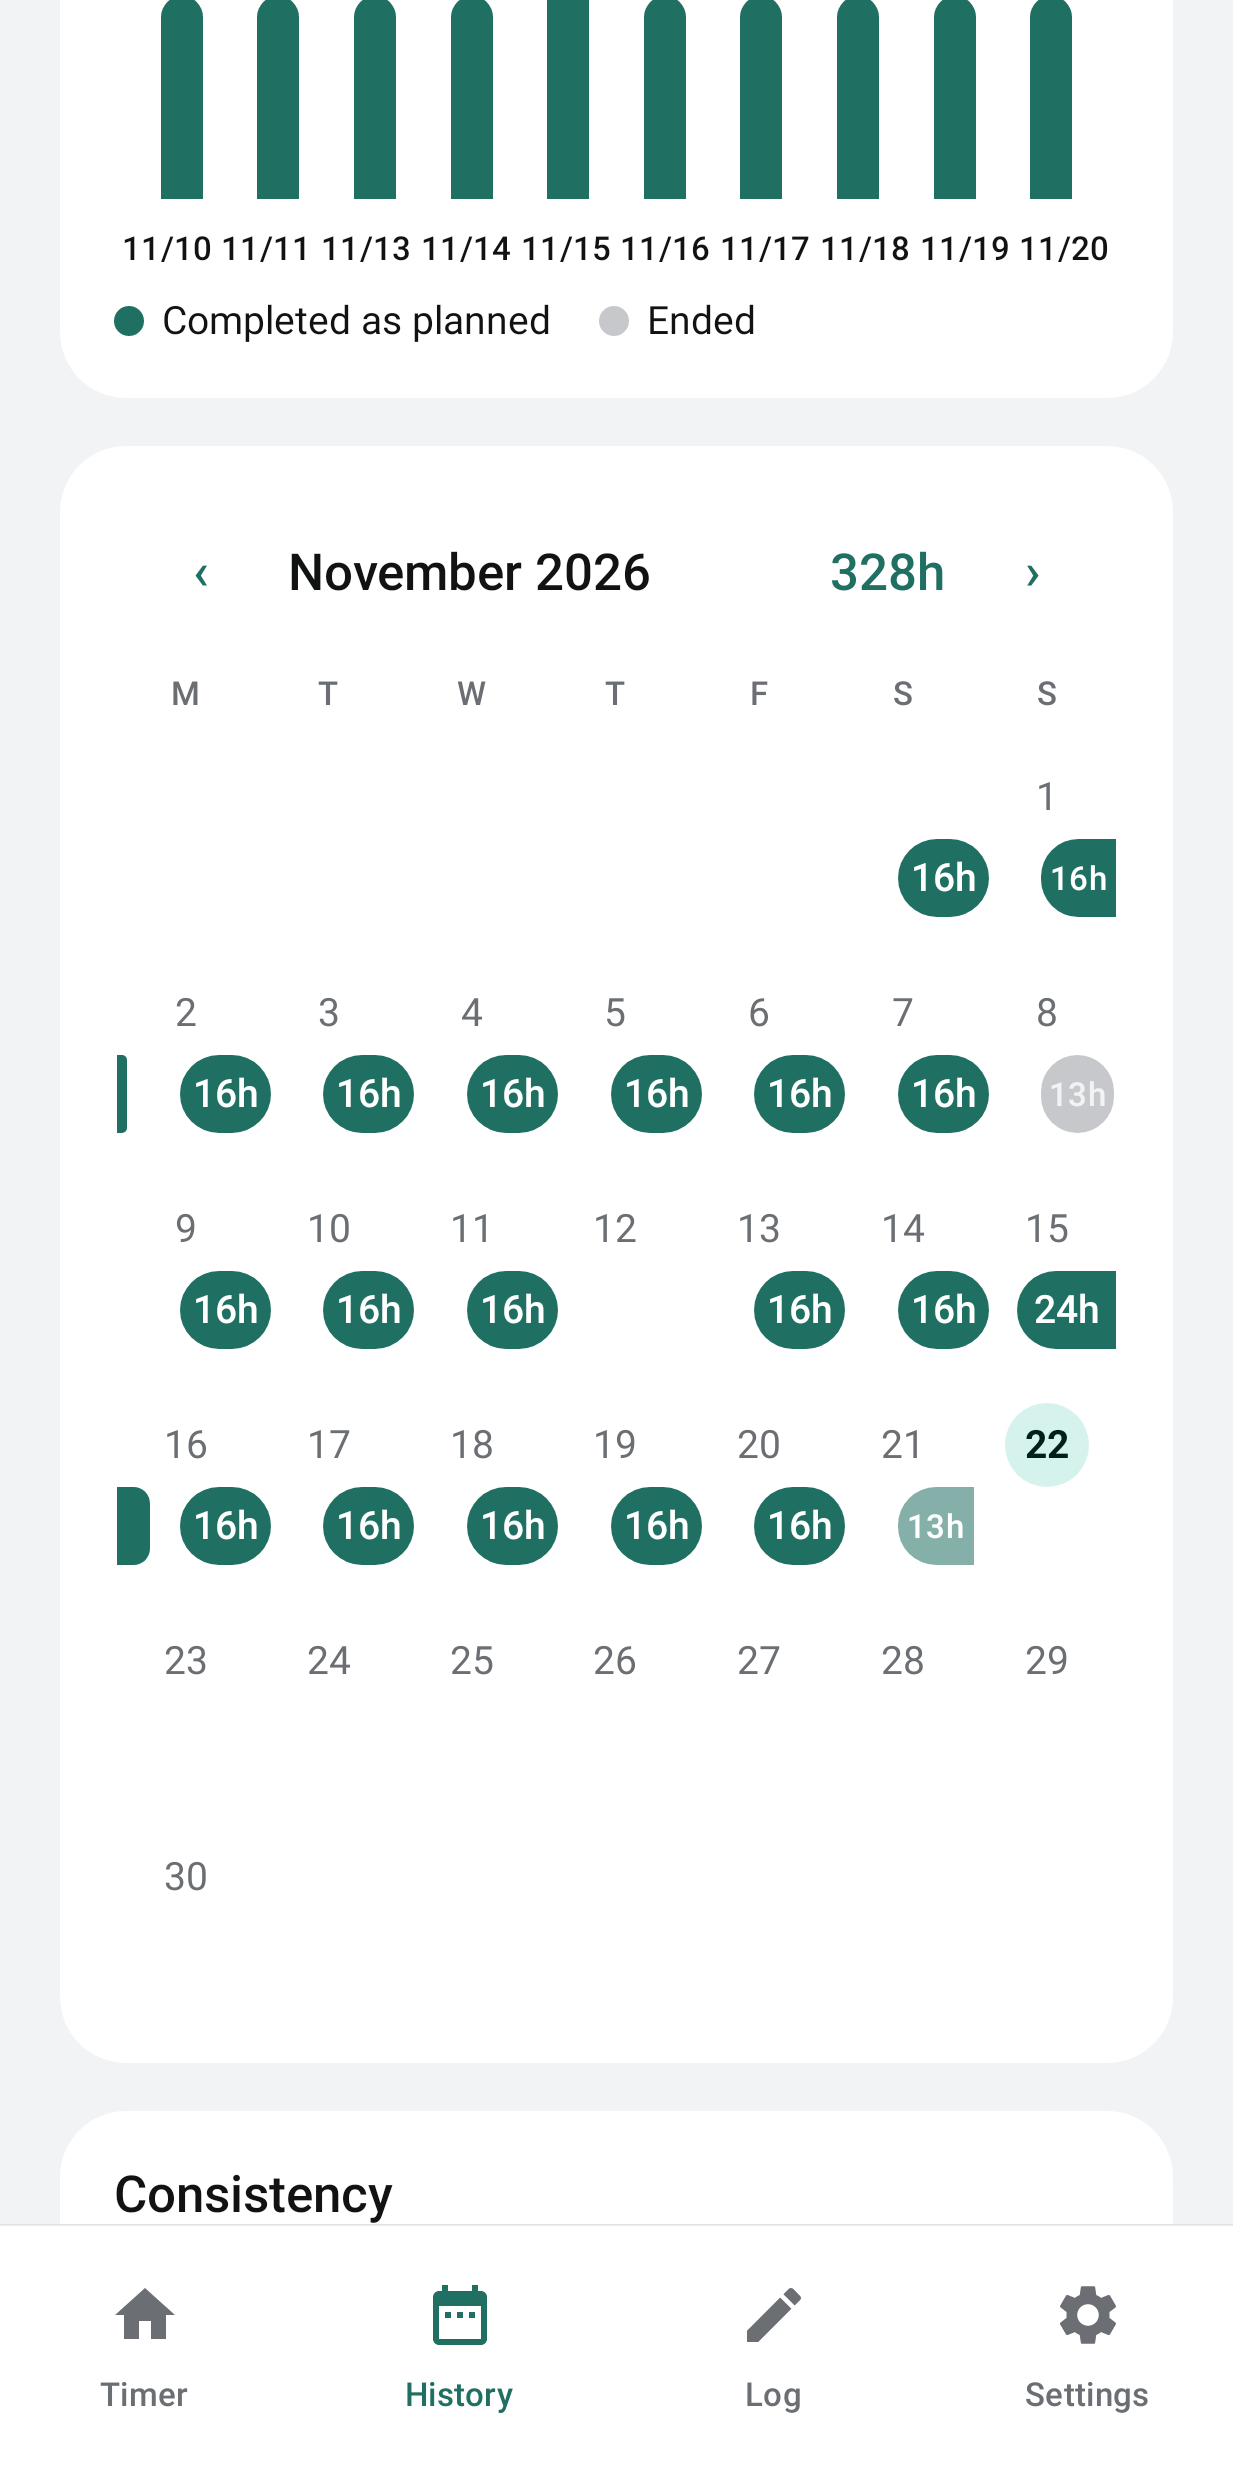 11/10 11/11 11/13 11/14 11/15 11/16 11/17 11/18 11/19 11/20
Completed as planned Ended
‹ November 2026 328h ›
M T W T F S S
1
16h 16h
2 3 4 5 6 7 8
16h 16h 16h 16h 16h 16h 13h
9 10 11 12 13 14 15
16h 16h 16h 16h 16h 24h
16 17 18 19 20 21 22
16h 16h 16h 16h 16h 13h
23 24 25 26 27 28 29
30
Consistency
Timer History Log Settings